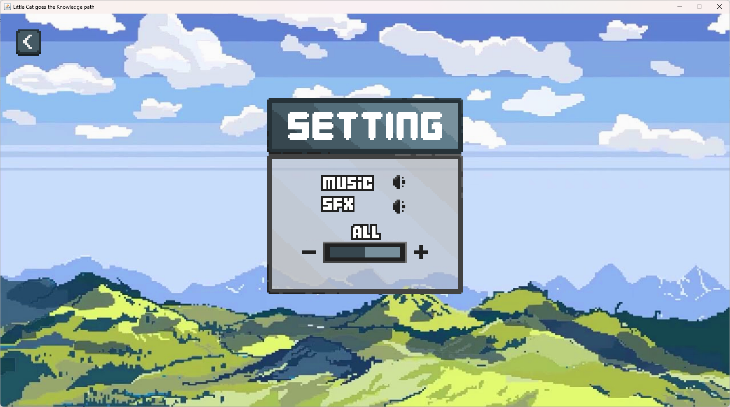 Little Cat goes the Knowledge path
SETTING
MUSIC
SFX
ALL